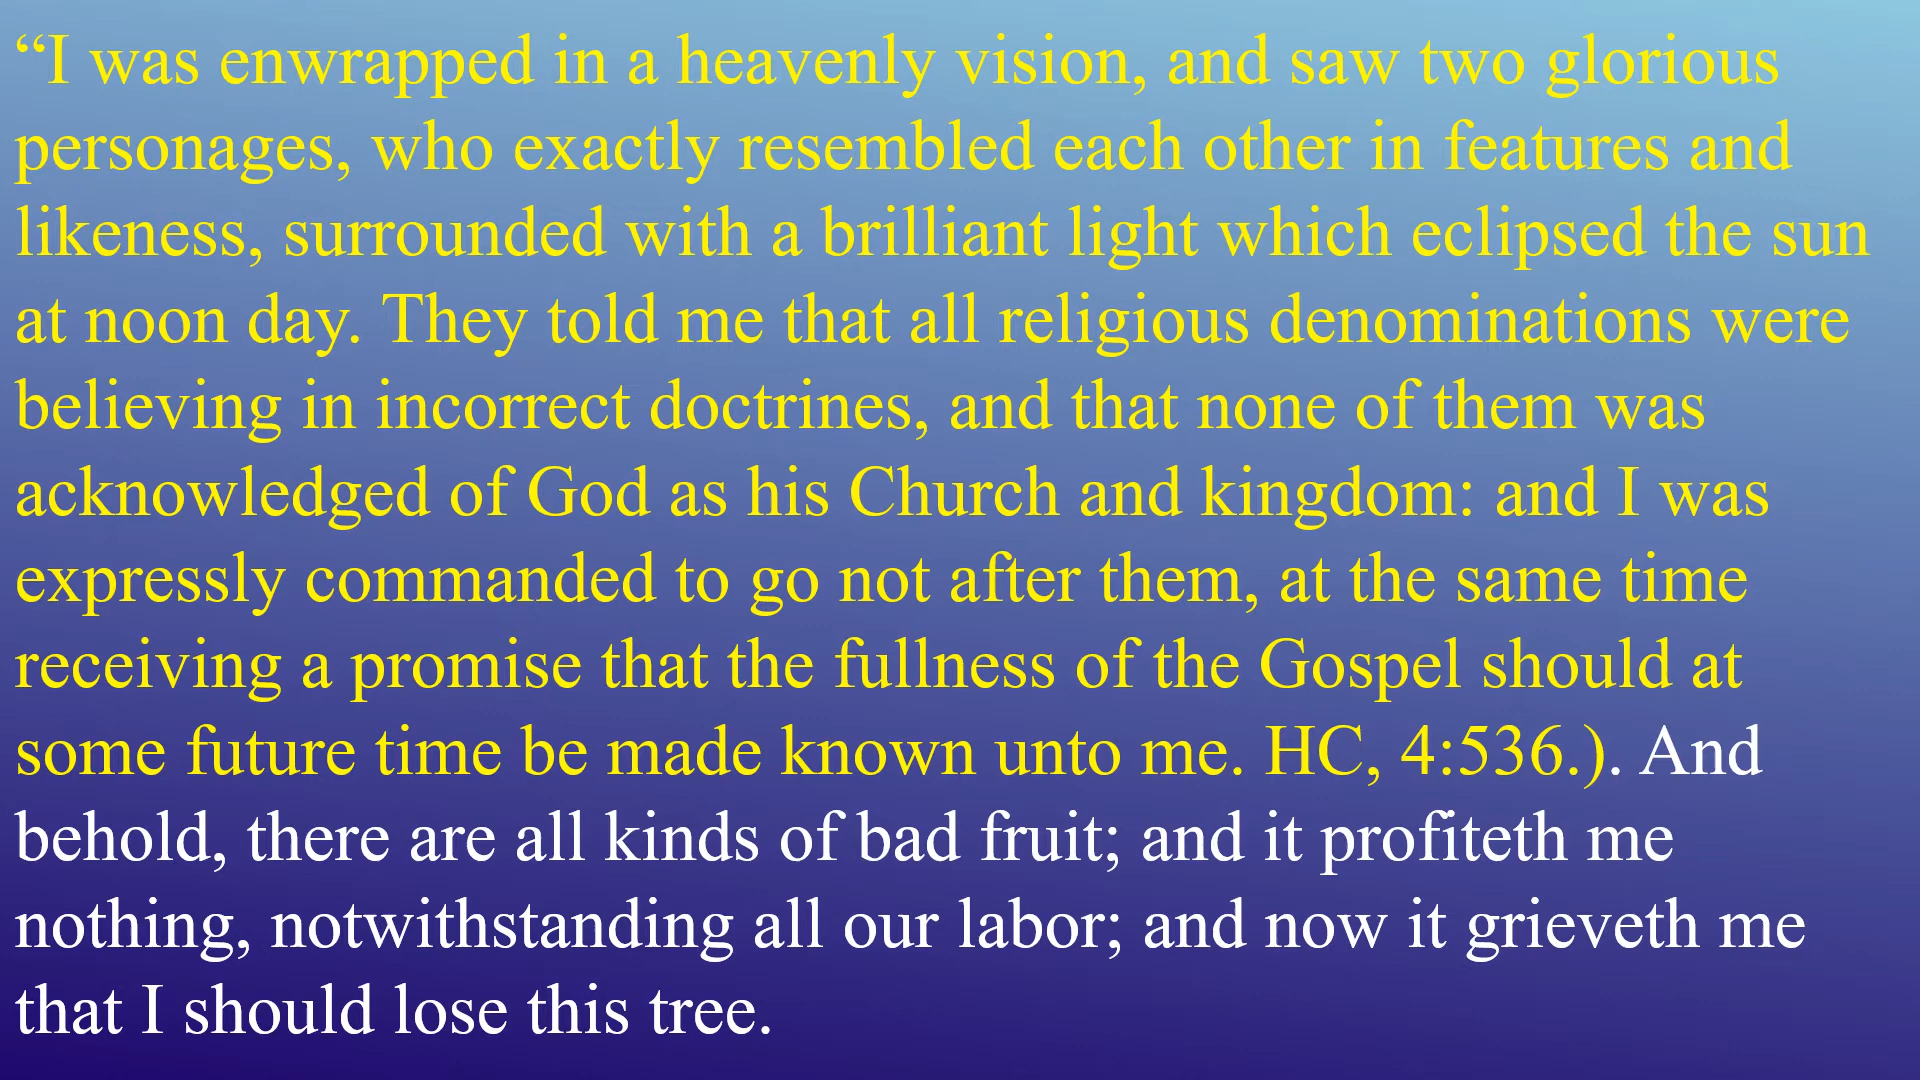 “I was enwrapped in a heavenly vision, and saw two glorious
personages, who exactly resembled each other in features and
likeness, surrounded with a brilliant light which eclipsed the sun
at noon day. They told me that all religious denominations were
believing in incorrect doctrines, and that none of them was
acknowledged of God as his Church and kingdom: and I was
expressly commanded to go not after them, at the same time
receiving a promise that the fullness of the Gospel should at
some future time be made known unto me. HC, 4:536.). And
behold, there are all kinds of bad fruit; and it profiteth me
nothing, notwithstanding all our labor; and now it grieveth me
that I should lose this tree.